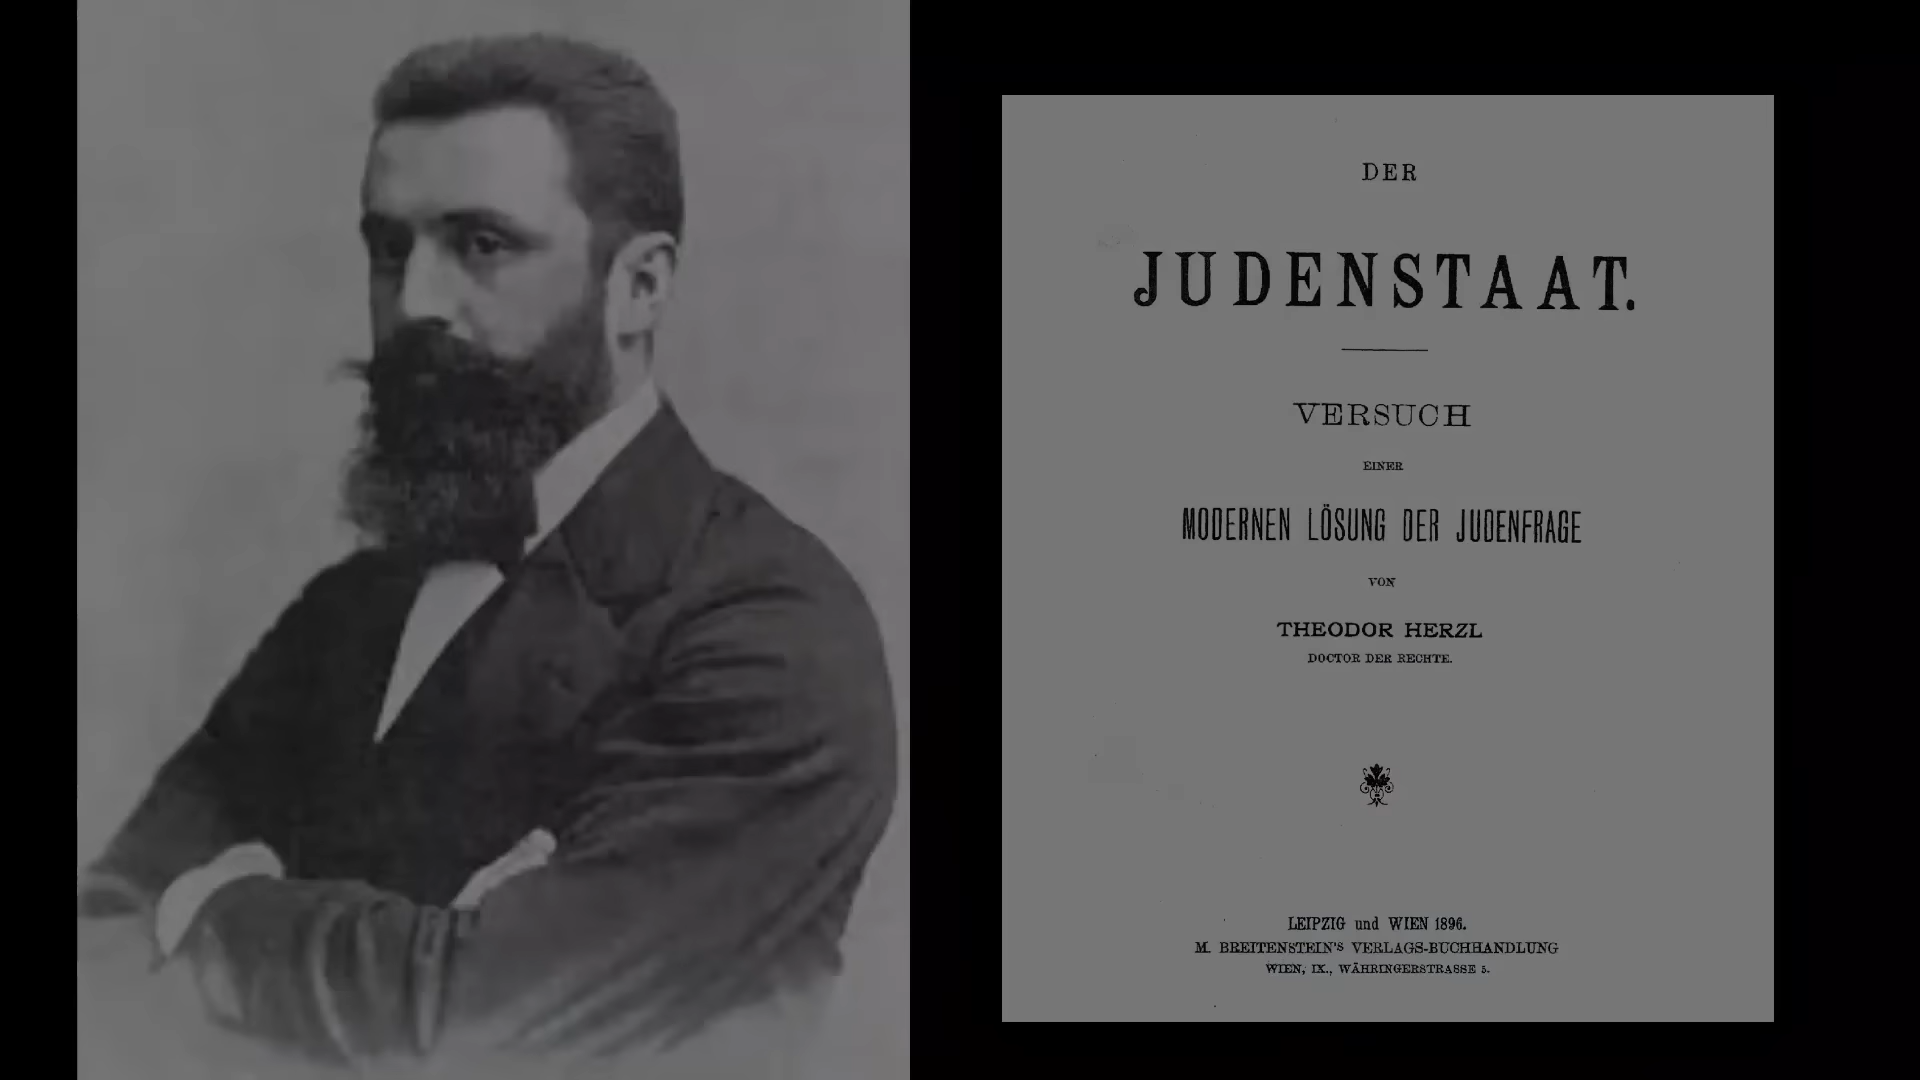 DER
JUDENSTAAT.
VERSUCH
EINER
MODERNEN LÖSUNG DER JUDENFRAGE
VON
THEODOR HERZL
DOCTOR DER RECHTE.
LEIPZIG und WIEN 1896.
M. BREITENSTEIN'S VERLAGS-BUCHHANDLUNG
WIEN, IX., WÄHRINGERSTRASSE 5.